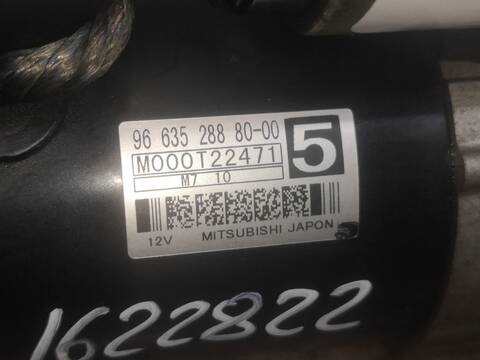 96 635 288 80-00
5
M000T22471
M7 10
12V MITSUBISHI JAPON
1622822